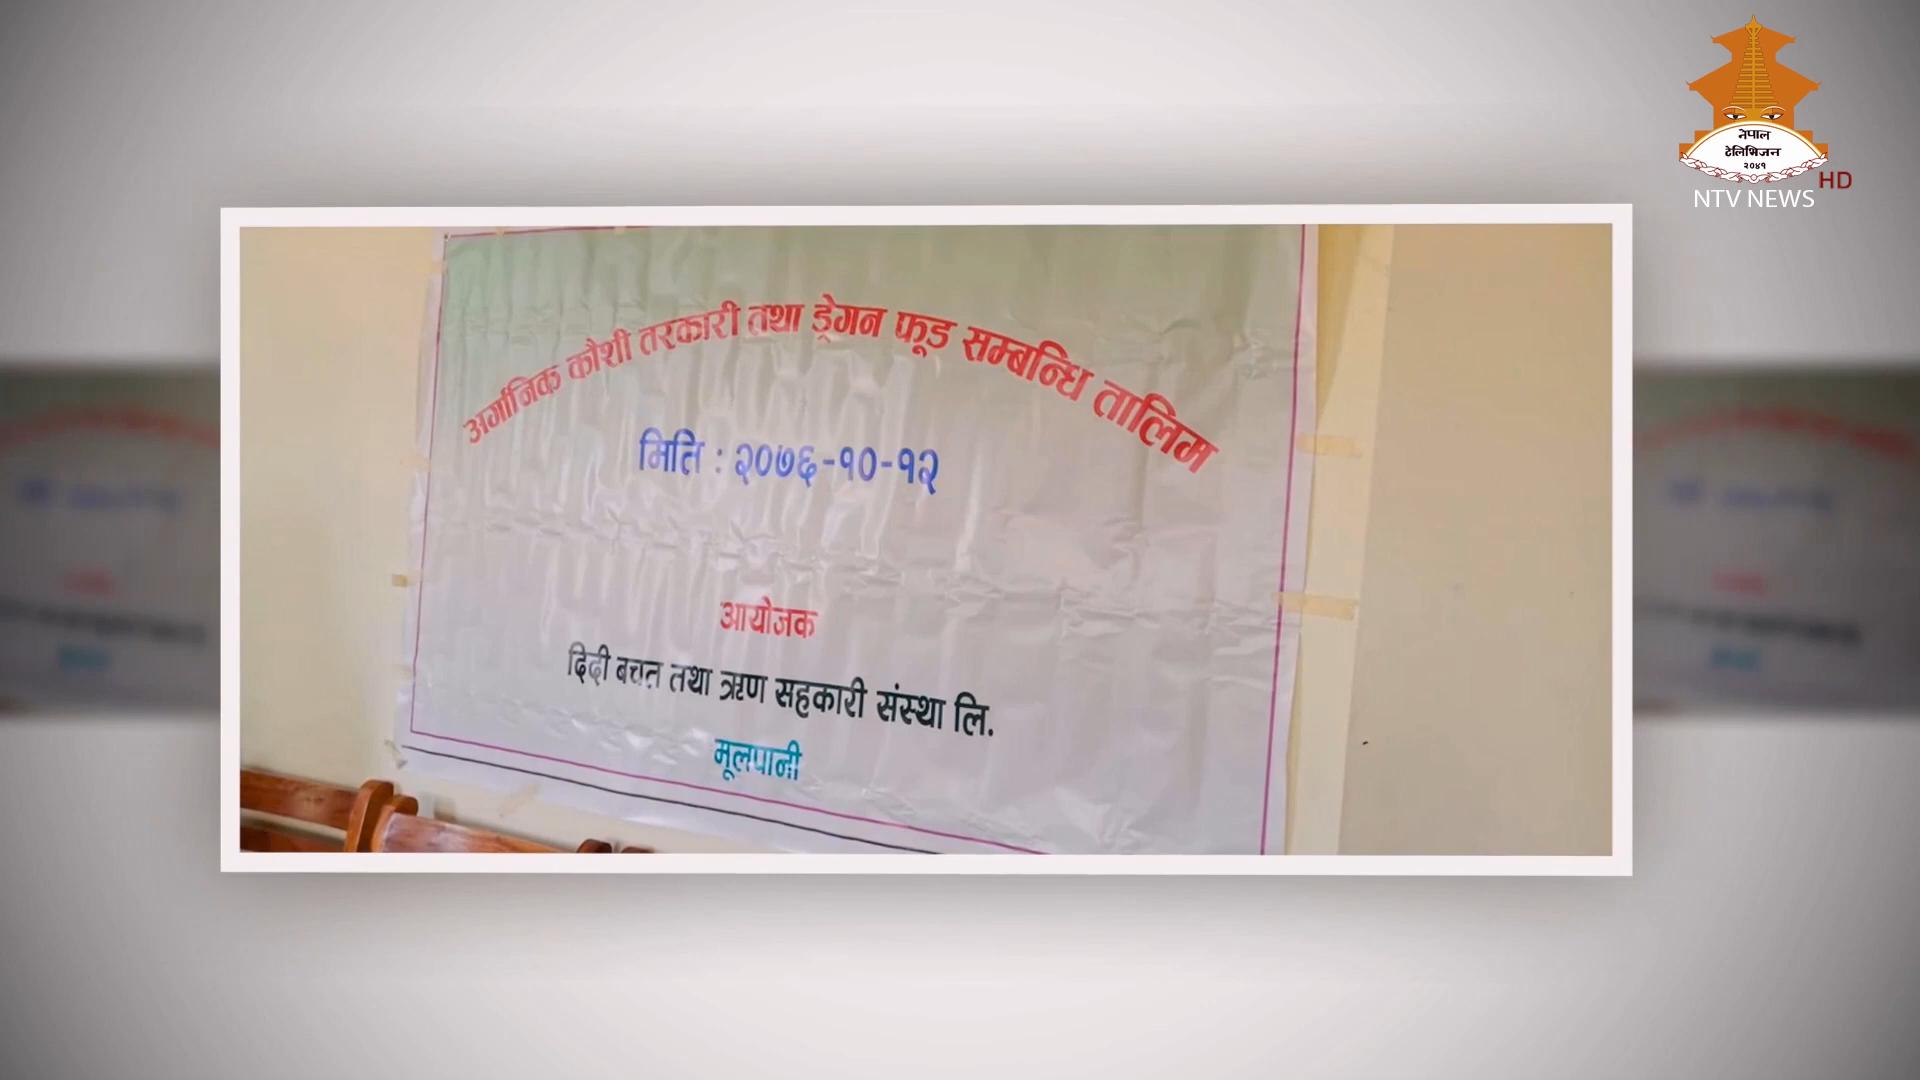 नेपाल
टेलिभिजन
२०४१
HD
NTV NEWS
अर्गानिक कौशी तरकारी तथा ड्रेगन फूड सम्बन्धि तालिम
मिति : २०७६-१०-१२
आयोजक
दिदी बचत तथा ऋण सहकारी संस्था लि.
मूलपानी